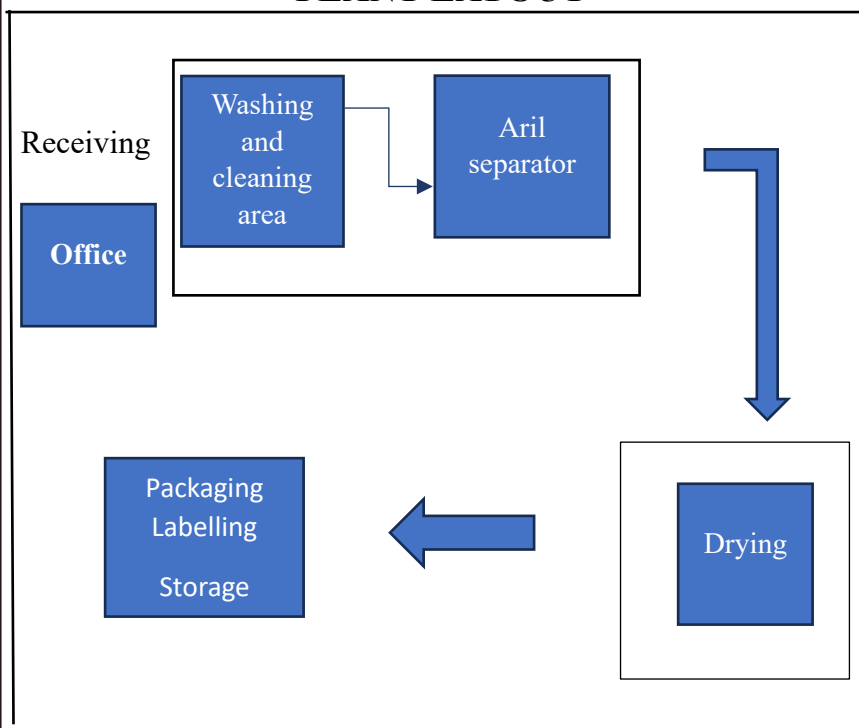 Receiving
Office
Washing
and
cleaning
area
Aril
separator
Drying
Packaging
Labelling
Storage